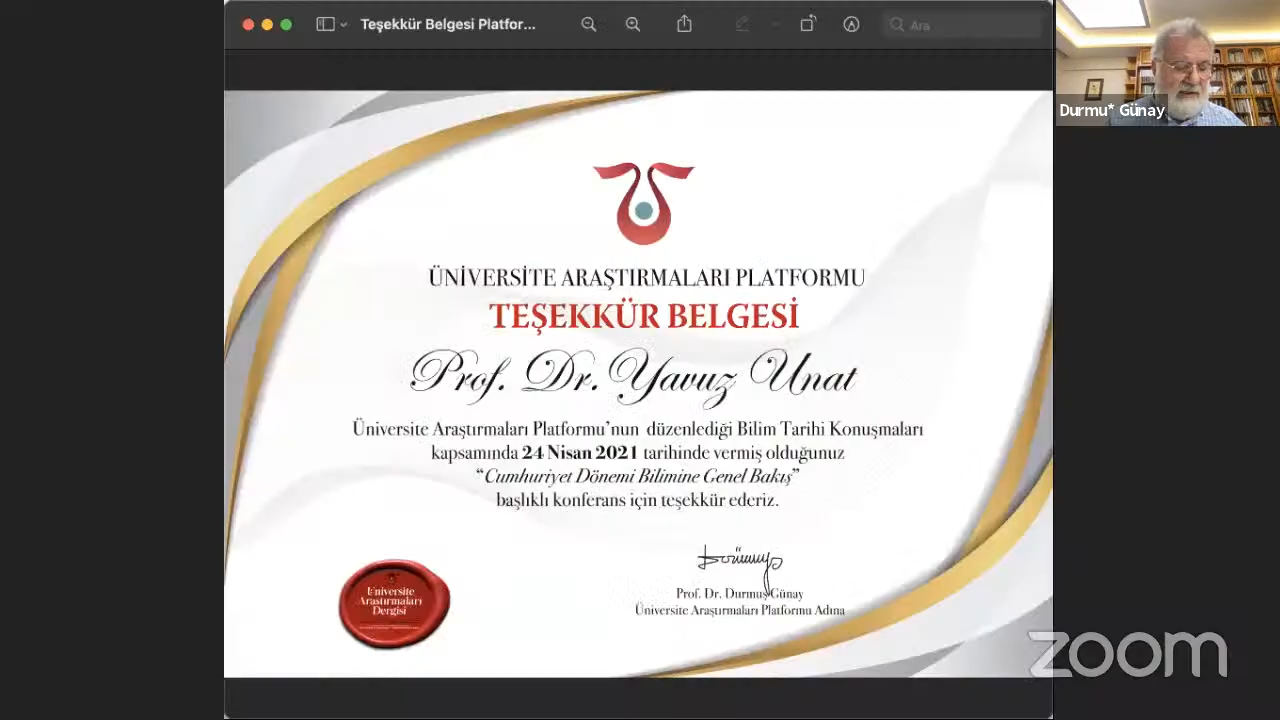 Teşekkür Belgesi Platfor...
Ara
Durmu* Günay
ÜNİVERSİTE ARAŞTIRMALARI PLATFORMU
TEŞEKKÜR BELGESİ
Prof. Dr. Yavuz Unat
Üniversite Araştırmaları Platformu'nun düzenlediği Bilim Tarihi Konuşmaları
kapsamında 24 Nisan 2021 tarihinde vermiş olduğunuz
“Cumhuriyet Dönemi Bilimine Genel Bakış”
başlıklı konferans için teşekkür ederiz.
Üniversite
Araştırmaları
Dergisi
Prof. Dr. Durmuş Günay
Üniversite Araştırmaları Platformu Adına
zoom